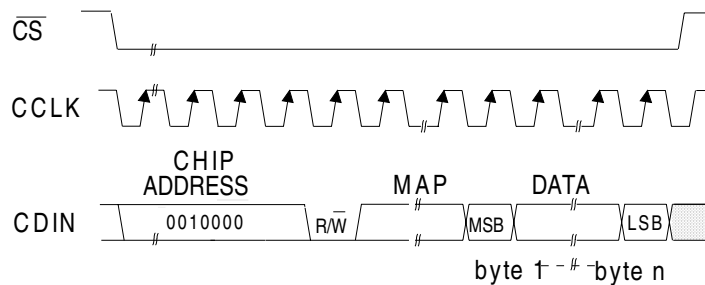 CS
CCLK
CHIP
ADDRESS
MAP
DATA
CDIN
0010000
R/W
MSB
LSB
byte 1
byte n